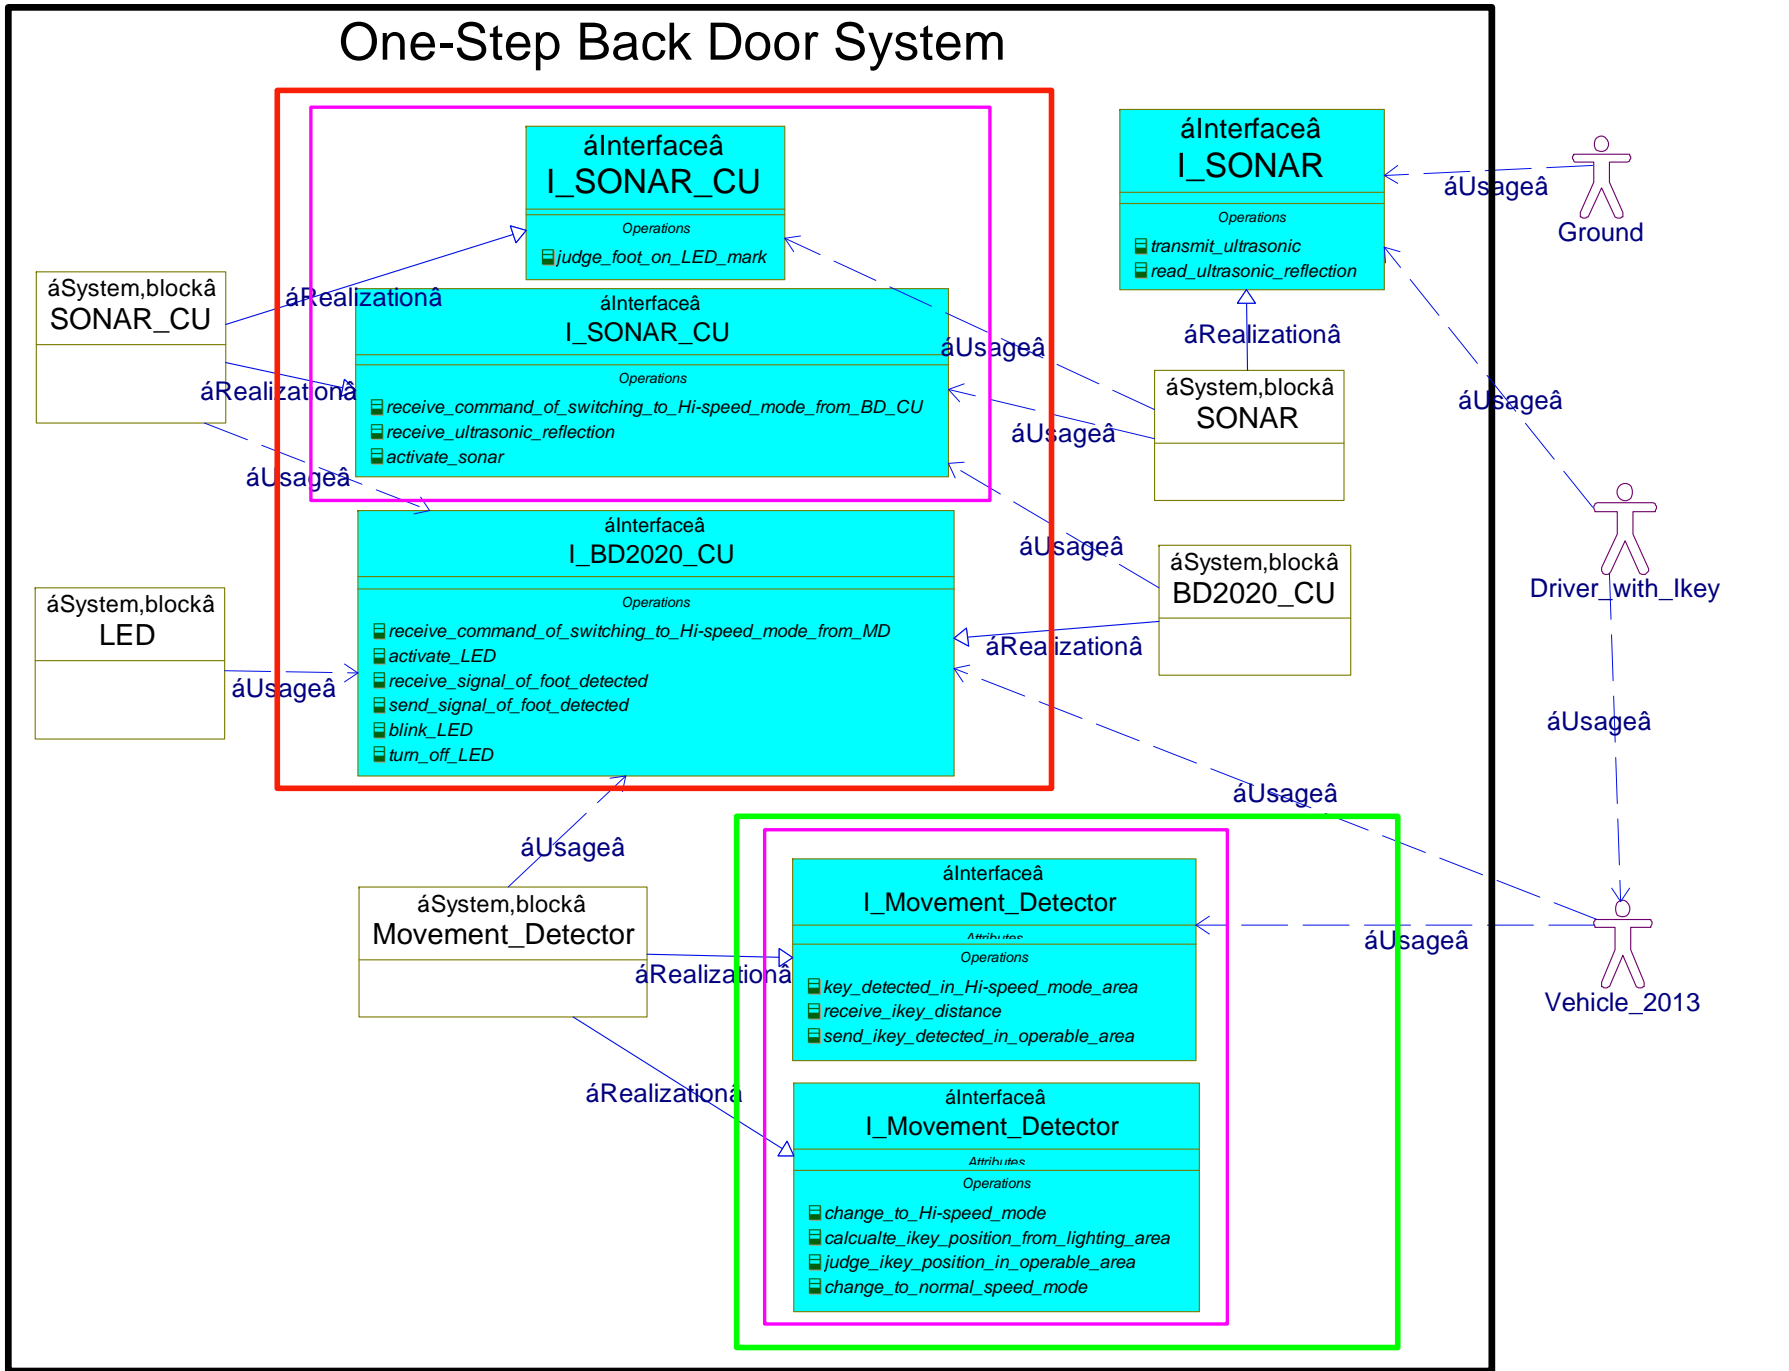 One-Step Back Door System
áInterfaceâ
I_SONAR_CU
Operations
judge_foot_on_LED_mark
áInterfaceâ
I_SONAR
Operations
transmit_ultrasonic
read_ultrasonic_reflection
áUsageâ
Ground
áSystem,blockâ
SONAR_CU
áRealizationâ
áRealizationâ
áUsageâ
áInterfaceâ
I_SONAR_CU
Operations
receive_command_of_switching_to_Hi-speed_mode_from_BD_CU
receive_ultrasonic_reflection
activate_sonar
áUsageâ
áUsageâ
áUsageâ
áRealizationâ
áSystem,blockâ
SONAR
áUsageâ
áInterfaceâ
I_BD2020_CU
Operations
receive_command_of_switching_to_Hi-speed_mode_from_MD
activate_LED
receive_signal_of_foot_detected
send_signal_of_foot_detected
blink_LED
turn_off_LED
áSystem,blockâ
BD2020_CU
áRealizationâ
Driver_with_Ikey
áSystem,blockâ
LED
áUsageâ
áUsageâ
áUsageâ
áUsageâ
áSystem,blockâ
Movement_Detector
áRealizationâ
áRealizationâ
áInterfaceâ
I_Movement_Detector
Attributes
Operations
key_detected_in_Hi-speed_mode_area
receive_ikey_distance
send_ikey_detected_in_operable_area
áUsageâ
Vehicle_2013
áInterfaceâ
I_Movement_Detector
Attributes
Operations
change_to_Hi-speed_mode
calcualte_ikey_position_from_lighting_area
judge_ikey_position_in_operable_area
change_to_normal_speed_mode